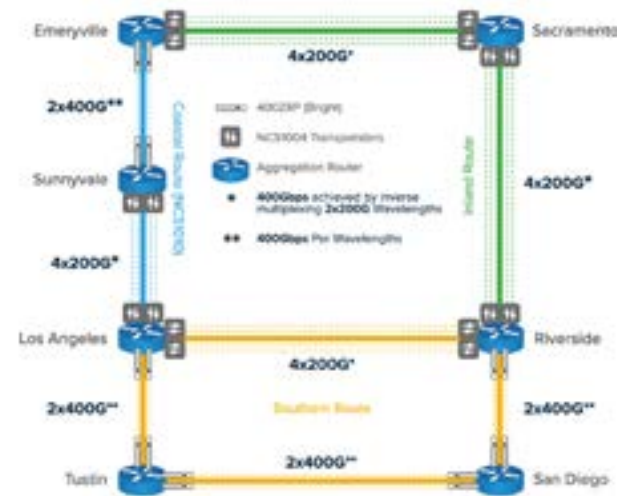 Emeryville
Sacramento
4x200G*
2x400G**
Coastal Route (NCS1010)
400ZRP (Bright)
NCS1004 Transponders
Aggregation Router
Inland Route
Sunnyvale
* 400Gbps achieved by inverse
multiplexing 2x200G Wavelengths
4x200G*
** 400Gbps Per Wavelengths
4x200G*
Los Angeles
Riverside
4x200G*
2x400G**
Southern Route
2x400G**
2x400G**
Tustin
San Diego